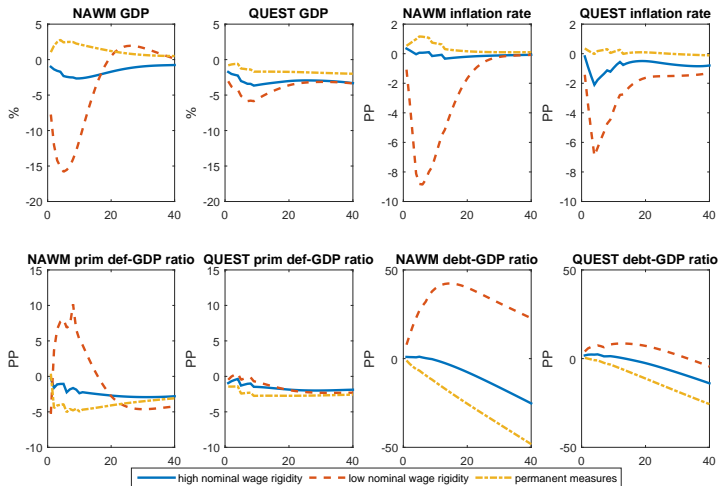 NAWM GDP
QUEST GDP
NAWM inflation rate
QUEST inflation rate
5
0
-5
-10
-15
-20
%
0 20 40
5
0
-5
-10
-15
-20
%
0 20 40
2
0
-2
-4
-6
-8
-10
PP
0 20 40
2
0
-2
-4
-6
-8
-10
PP
0 20 40
NAWM prim def-GDP ratio
QUEST prim def-GDP ratio
NAWM debt-GDP ratio
QUEST debt-GDP ratio
15
10
5
0
-5
-10
PP
0 20 40
15
10
5
0
-5
-10
PP
0 20 40
50
0
-50
PP
0 20 40
50
0
-50
PP
0 20 40
high nominal wage rigidity low nominal wage rigidity permanent measures